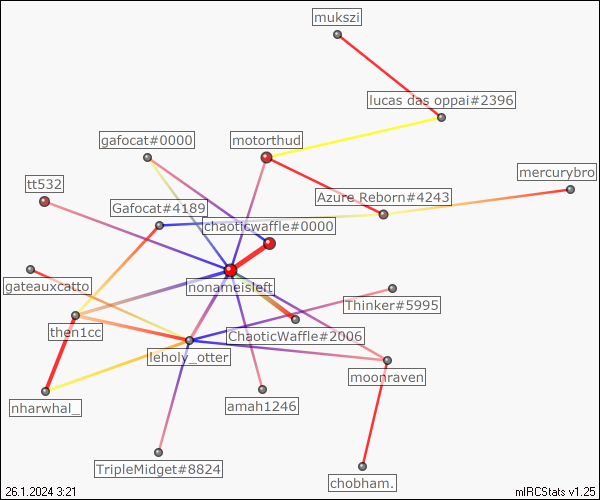 mukszi
lucas das oppai#2396
gafocat#0000
motorthud
mercurybro
tt532
Azure Reborn#4243
Gafocat#4189
chaoticwaffle#0000
gateauxcatto
nonameisleft
Thinker#5995
then1cc
ChaoticWaffle#2006
leholy_otter
moonraven
nharwhal_
amah1246
TripleMidget#8824
chobham.
26.1.2024 3:21
mIRCStats v1.25